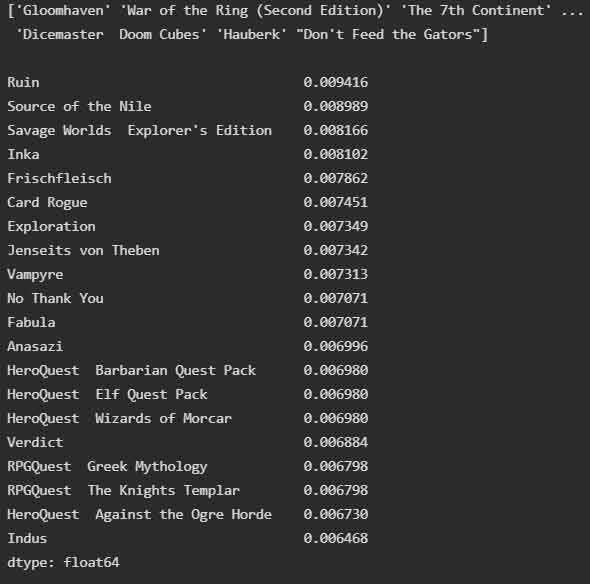 ['Gloomhaven' 'War of the Ring (Second Edition)' 'The 7th Continent' ...
 'Dicemaster  Doom Cubes' 'Hauberk' "Don't Feed the Gators"]
Ruin                                 0.009416
Source of the Nile                   0.008989
Savage Worlds  Explorer's Edition    0.008166
Inka                                 0.008102
Frischfleisch                        0.007862
Card Rogue                           0.007451
Exploration                          0.007349
Jenseits von Theben                  0.007342
Vampyre                              0.007313
No Thank You                         0.007071
Fabula                               0.007071
Anasazi                              0.006996
HeroQuest  Barbarian Quest Pack      0.006980
HeroQuest  Elf Quest Pack            0.006980
HeroQuest  Wizards of Morcar         0.006980
Verdict                              0.006884
RPGQuest  Greek Mythology            0.006798
RPGQuest  The Knights Templar        0.006798
HeroQuest  Against the Ogre Horde    0.006730
Indus                                0.006468
dtype: float64